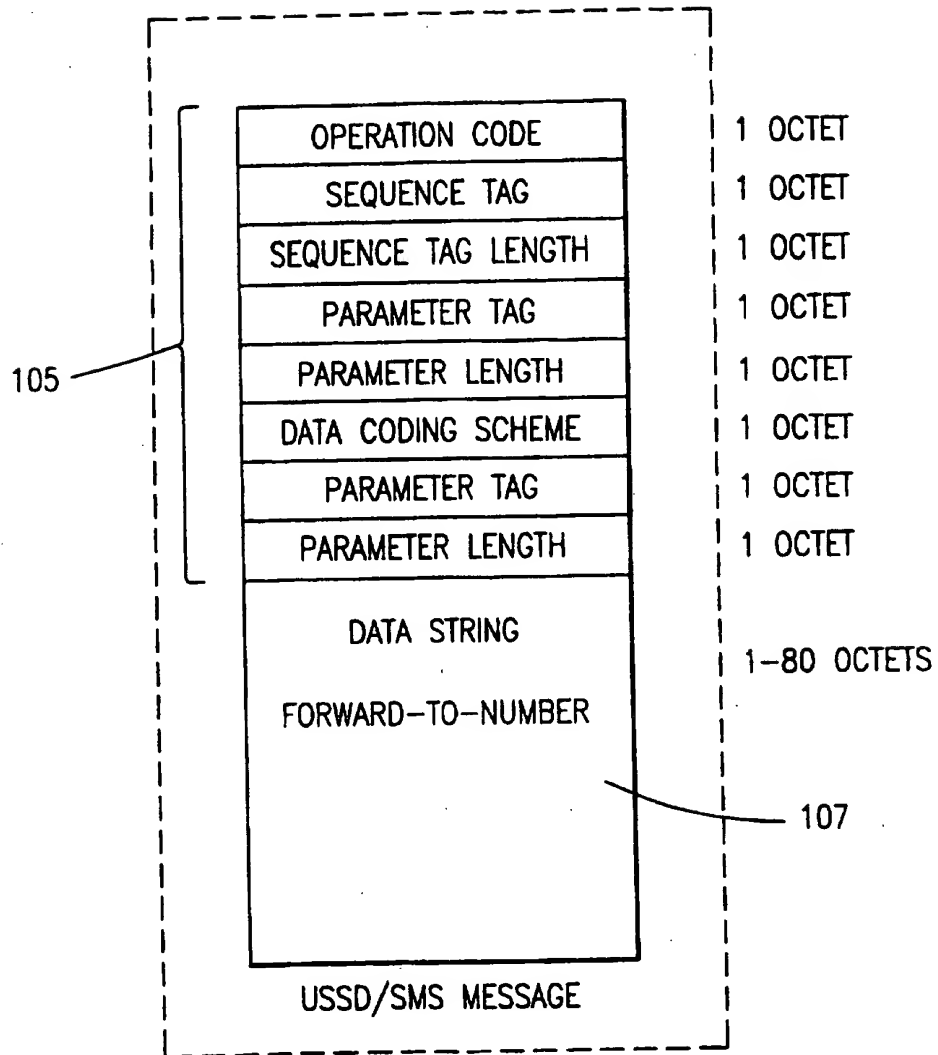 OPERATION CODE 1 OCTET
SEQUENCE TAG 1 OCTET
SEQUENCE TAG LENGTH 1 OCTET
PARAMETER TAG 1 OCTET
PARAMETER LENGTH 1 OCTET
105
DATA CODING SCHEME 1 OCTET
PARAMETER TAG 1 OCTET
PARAMETER LENGTH 1 OCTET
DATA STRING
1-80 OCTETS
FORWARD-TO-NUMBER
107
USSD/SMS MESSAGE